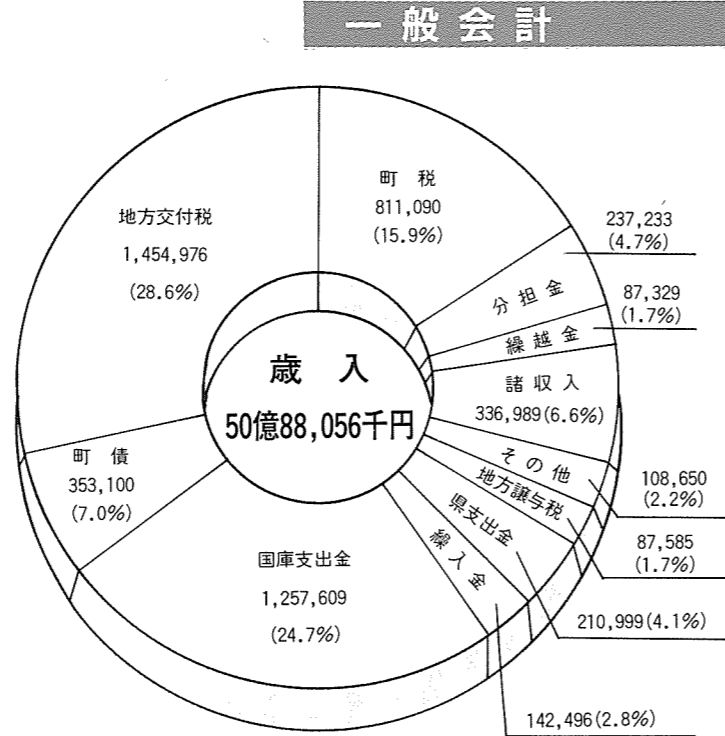 一般会計
町税
811,090
(15.9%)
237,233
(4.7%)
分担金
87,329
(1.7%)
繰越金
諸収入
336,989(6.6%)
その他
108,650
(2.2%)
地方譲与税
87,585
(1.7%)
県支出金
210,999(4.1%)
繰入金
142,496(2.8%)
国庫支出金
1,257,609
(24.7%)
町債
353,100
(7.0%)
地方交付税
1,454,976
(28.6%)
歳入
50億88,056千円